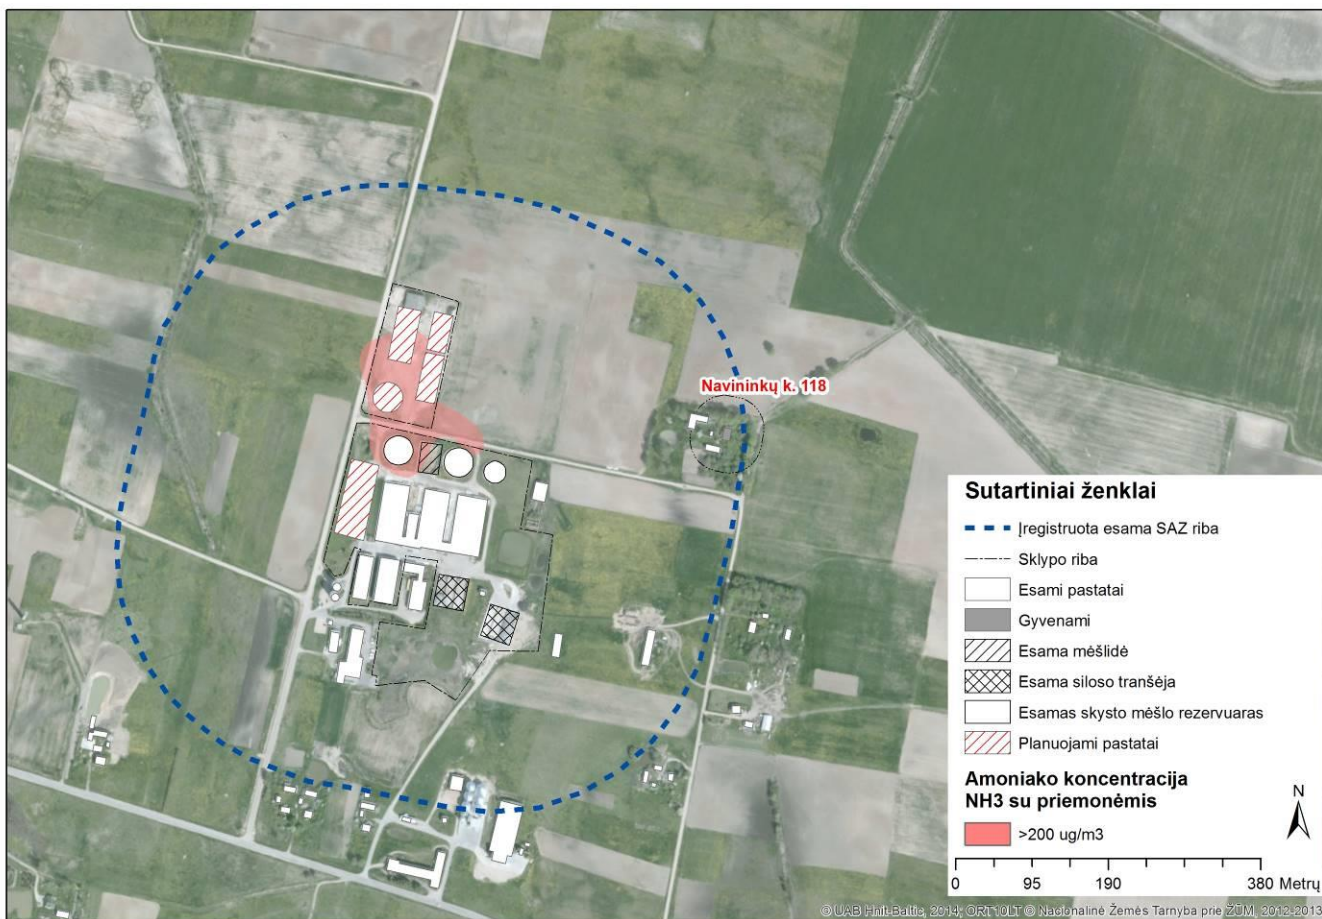 Navininkų k. 118
Sutartiniai ženklai
Įregistruota esama SAZ riba
Sklypo riba
Esami pastatai
Gyvenami
Esama mėšlidė
Esama siloso tranšėja
Esamas skysto mėšlo rezervuaras
Planuojami pastatai
Amoniako koncentracija
NH3 su priemonėmis
>200 ug/m3
N
0 95 190 380 Metrų
© UAB Hnit-Baltic, 2014; ORT10LT © Nacionalinė Žemės Tarnyba prie ŽŪM, 2012-2013